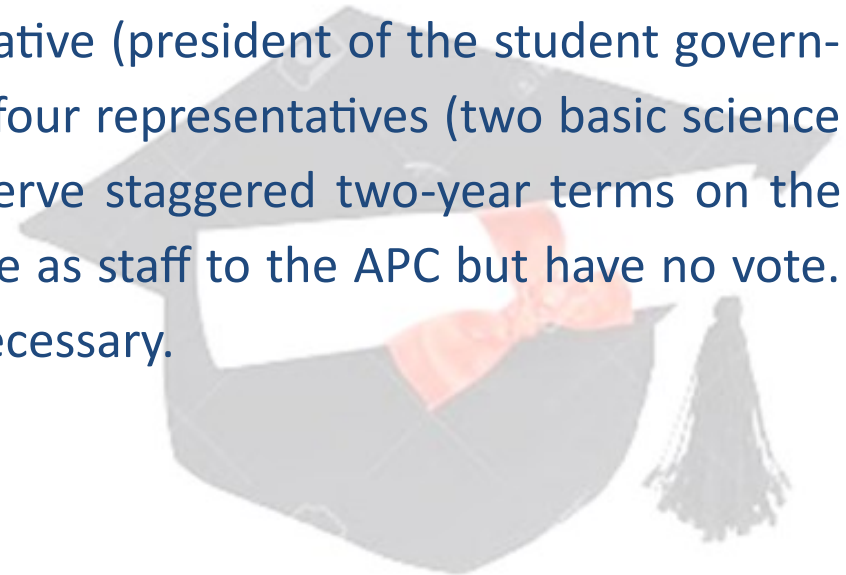 ative (president of the student govern-
four representatives (two basic science
erve staggered two-year terms on the
e as staff to the APC but have no vote.
ecessary.